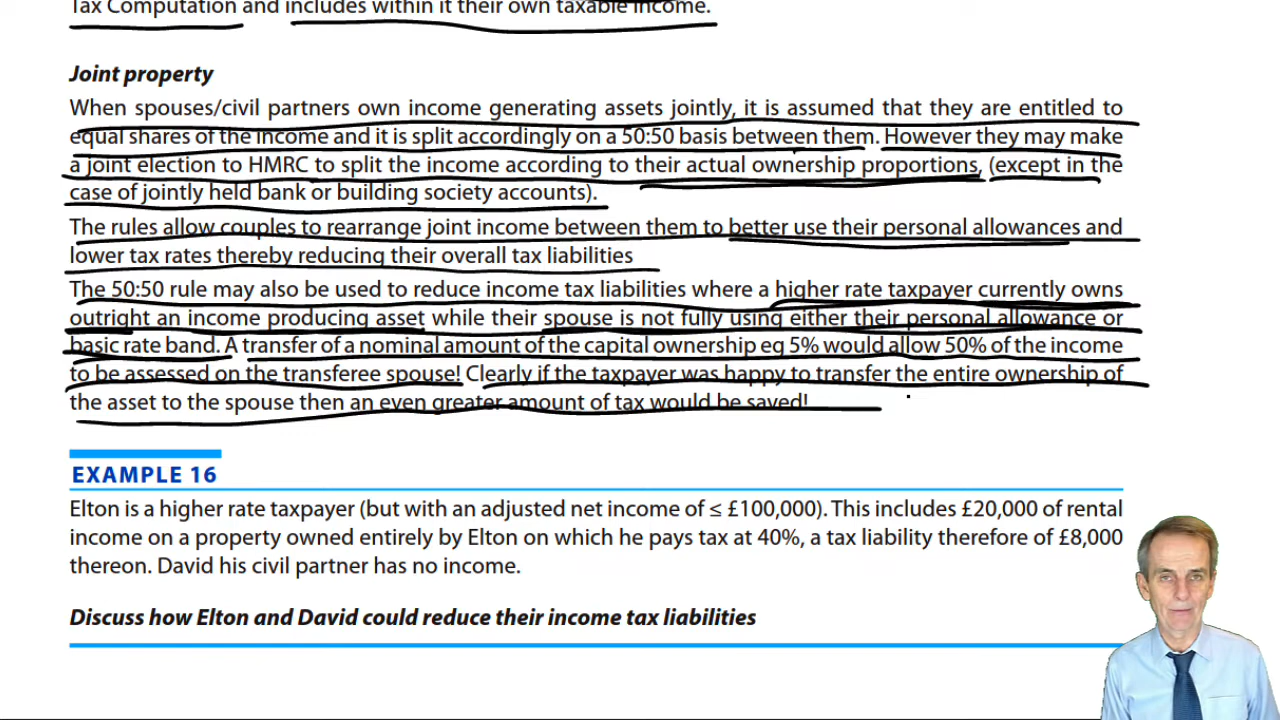 Tax Computation and includes within it their own taxable income.
Joint property
When spouses/civil partners own income generating assets jointly, it is assumed that they are entitled to
equal shares of the income and it is split accordingly on a 50:50 basis between them. However they may make
a joint election to HMRC to split the income according to their actual ownership proportions, (except in the
case of jointly held bank or building society accounts).
The rules allow couples to rearrange joint income between them to better use their personal allowances and
lower tax rates thereby reducing their overall tax liabilities
The 50:50 rule may also be used to reduce income tax liabilities where a higher rate taxpayer currently owns
outright an income producing asset while their spouse is not fully using either their personal allowance or
basic rate band. A transfer of a nominal amount of the capital ownership eg 5% would allow 50% of the income
to be assessed on the transferee spouse! Clearly if the taxpayer was happy to transfer the entire ownership of
the asset to the spouse then an even greater amount of tax would be saved!
EXAMPLE 16
Elton is a higher rate taxpayer (but with an adjusted net income of ≤ £100,000). This includes £20,000 of rental
income on a property owned entirely by Elton on which he pays tax at 40%, a tax liability therefore of £8,000
thereon. David his civil partner has no income.
Discuss how Elton and David could reduce their income tax liabilities